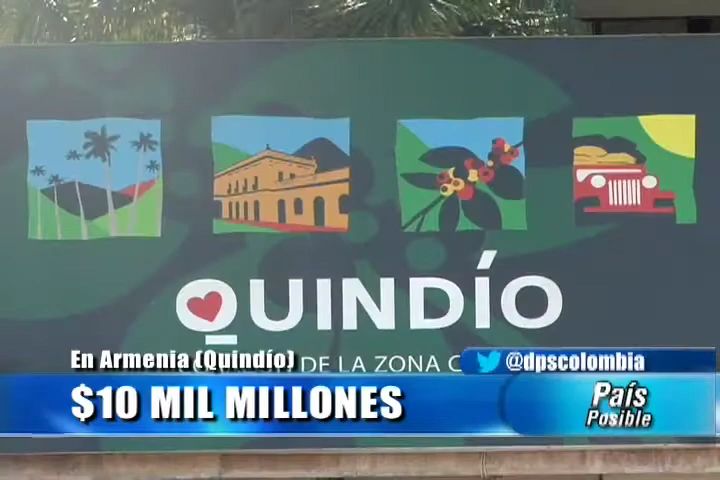 QUINDÍO
DE LA ZONA C
En Armenia (Quindío)
@dpscolombia
$10 MIL MILLONES
País
Posible